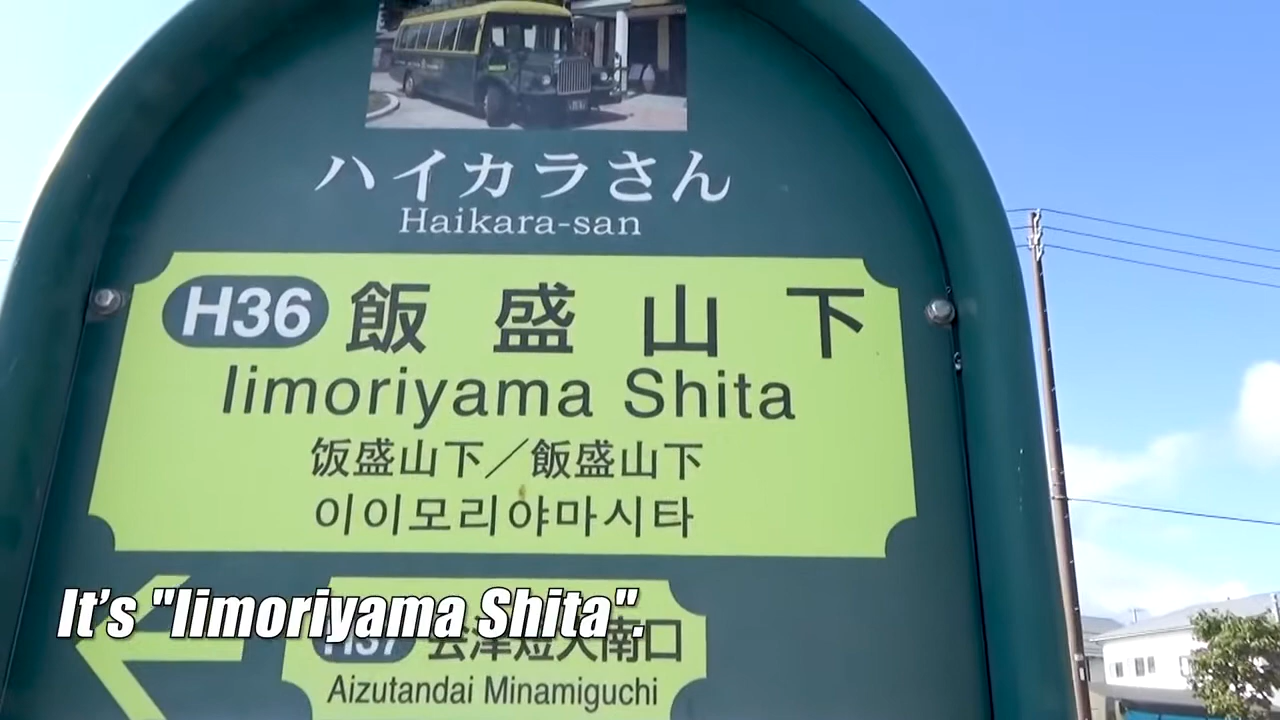 ハイカラさん
Haikara-san
H36 飯盛山下
Iimoriyama Shita
饭盛山下／飯盛山下
이이모리야마시타
It's "Iimoriyama Shita".
H37 会津短大南口
Aizutandai Minamiguchi